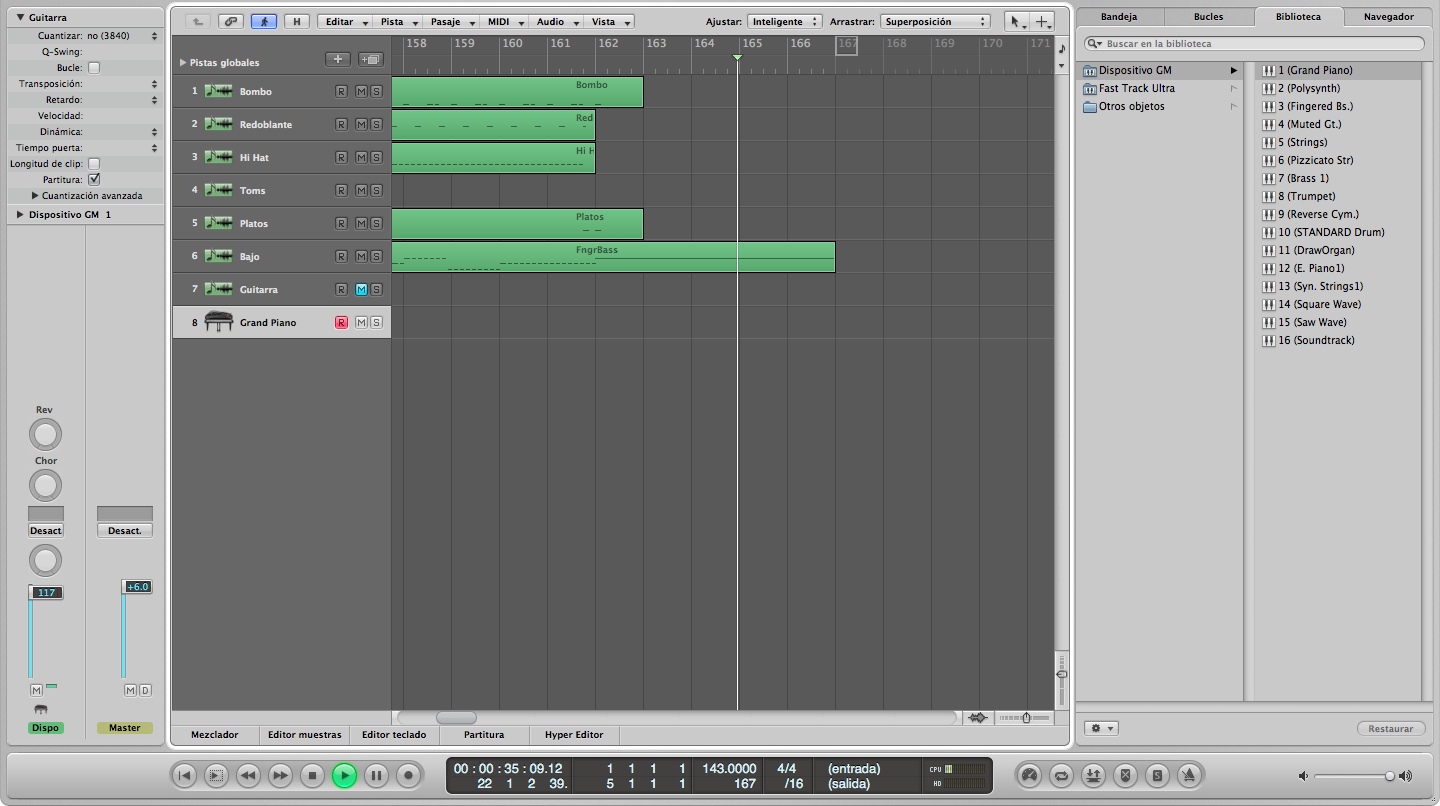 Guitarra
Cuantizar: no (3840)
Q-Swing:
Bucle:
Transposición:
Retardo:
Velocidad:
Dinámica:
Tiempo puerta:
Longitud de clip:
Partitura:
Cuantización avanzada
Dispositivo GM 1
Rev
Chor
Desact
Desact.
117
+6.0
M
M D
Dispo
Master
H
Editar
Pista
Pasaje
MIDI
Audio
Vista
Ajustar: Inteligente
Arrastrar: Superposición
158 159 160 161 162 163 164 165 166 167 168 169 170 171
Pistas globales
1 Bombo R M S
Bombo
2 Redoblante R M S
Red
3 Hi Hat R M S
Hi H
4 Toms R M S
5 Platos R M S
Platos
6 Bajo R M S
FngrBass
7 Guitarra R M S
8 Grand Piano R M S
Mezclador
Editor muestras
Editor teclado
Partitura
Hyper Editor
Bandeja
Bucles
Biblioteca
Navegador
Buscar en la biblioteca
Dispositivo GM
Fast Track Ultra
Otros objetos
1 (Grand Piano)
2 (Polysynth)
3 (Fingered Bs.)
4 (Muted Gt.)
5 (Strings)
6 (Pizzicato Str)
7 (Brass 1)
8 (Trumpet)
9 (Reverse Cym.)
10 (STANDARD Drum)
11 (DrawOrgan)
12 (E. Piano1)
13 (Syn. Strings1)
14 (Square Wave)
15 (Saw Wave)
16 (Soundtrack)
Restaurar
00 : 00 : 35 : 09.12 1 1 1 1 143.0000 4/4 (entrada) CPU
22 1 2 39. 5 1 1 1 167 /16 (salida) HD
S